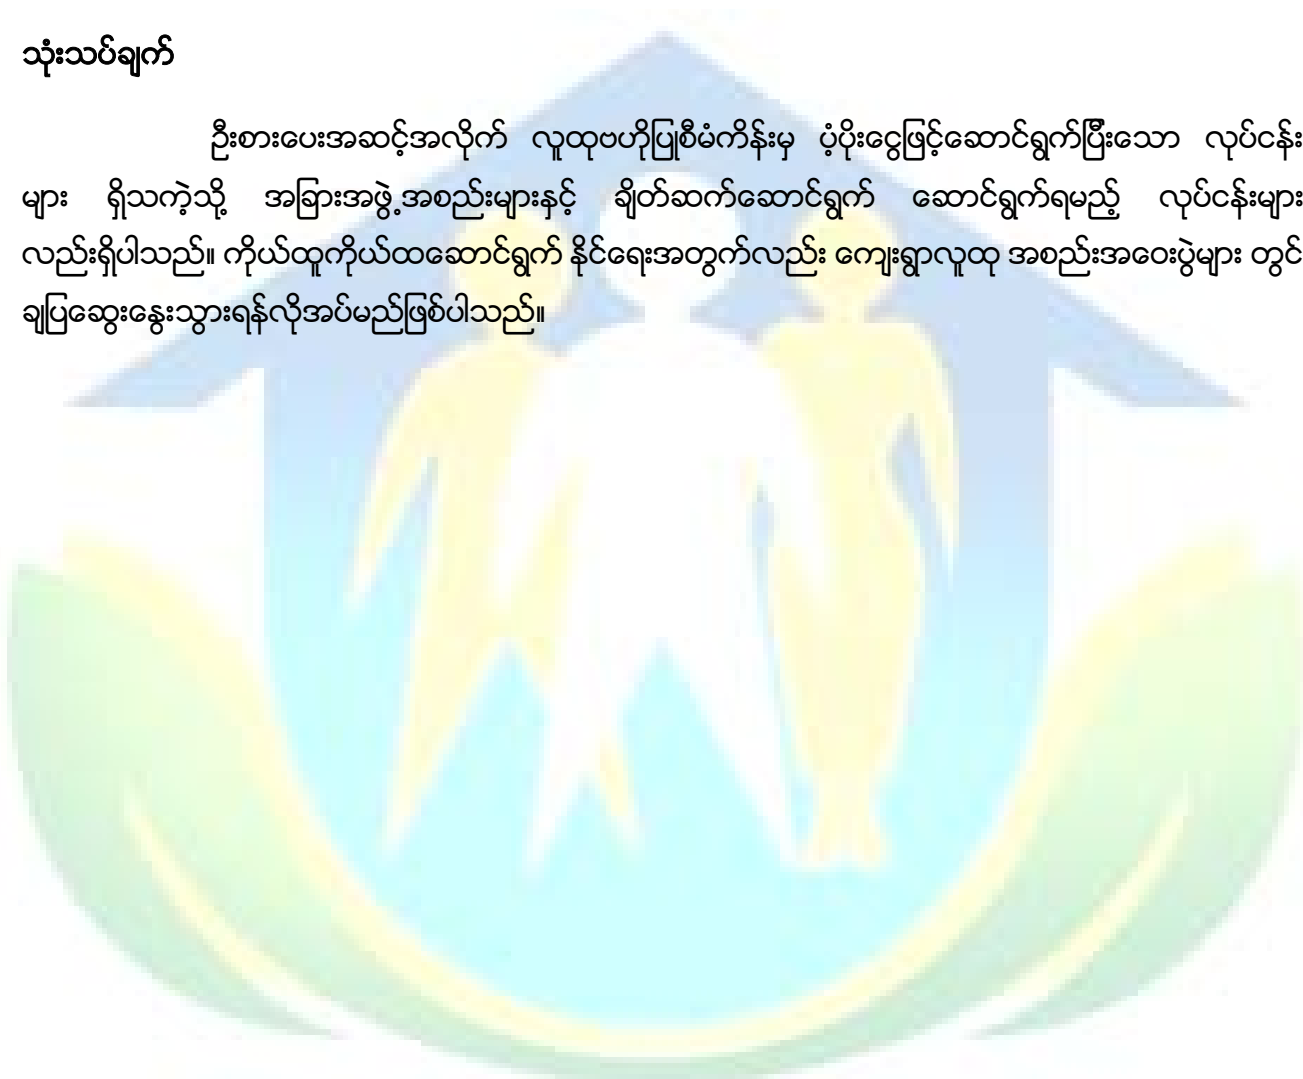 သုံးသပ်ချက်
ဦးစားပေးအဆင့်အလိုက် လူထုဗဟိုပြုစီမံကိန်းမှ ပံ့ပိုးငွေဖြင့်ဆောင်ရွက်ပြီးသော လုပ်ငန်း
များ ရှိသကဲ့သို့ အခြားအဖွဲ့အစည်းများနှင့် ချိတ်ဆက်ဆောင်ရွက် ဆောင်ရွက်ရမည့် လုပ်ငန်းများ
လည်းရှိပါသည်။ ကိုယ်ထူကိုယ်ထဆောင်ရွက် နိုင်ရေးအတွက်လည်း ကျေးရွာလူထု အစည်းအဝေးပွဲများ တွင်
ချပြဆွေးနွေးသွားရန်လိုအပ်မည်ဖြစ်ပါသည်။